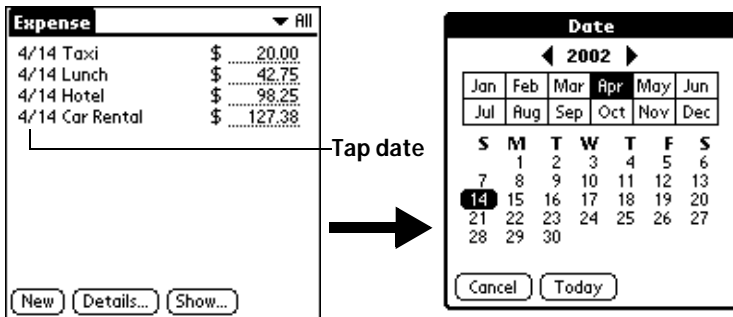 Expense ▼ All
4/14 Taxi $ 20.00
4/14 Lunch $ 42.75
4/14 Hotel $ 98.25
4/14 Car Rental $ 127.38
New Details... Show...
Tap date
Date
2002
Jan Feb Mar Apr May Jun
Jul Aug Sep Oct Nov Dec
S M T W T F S
1 2 3 4 5 6
7 8 9 10 11 12 13
14 15 16 17 18 19 20
21 22 23 24 25 26 27
28 29 30
Cancel Today